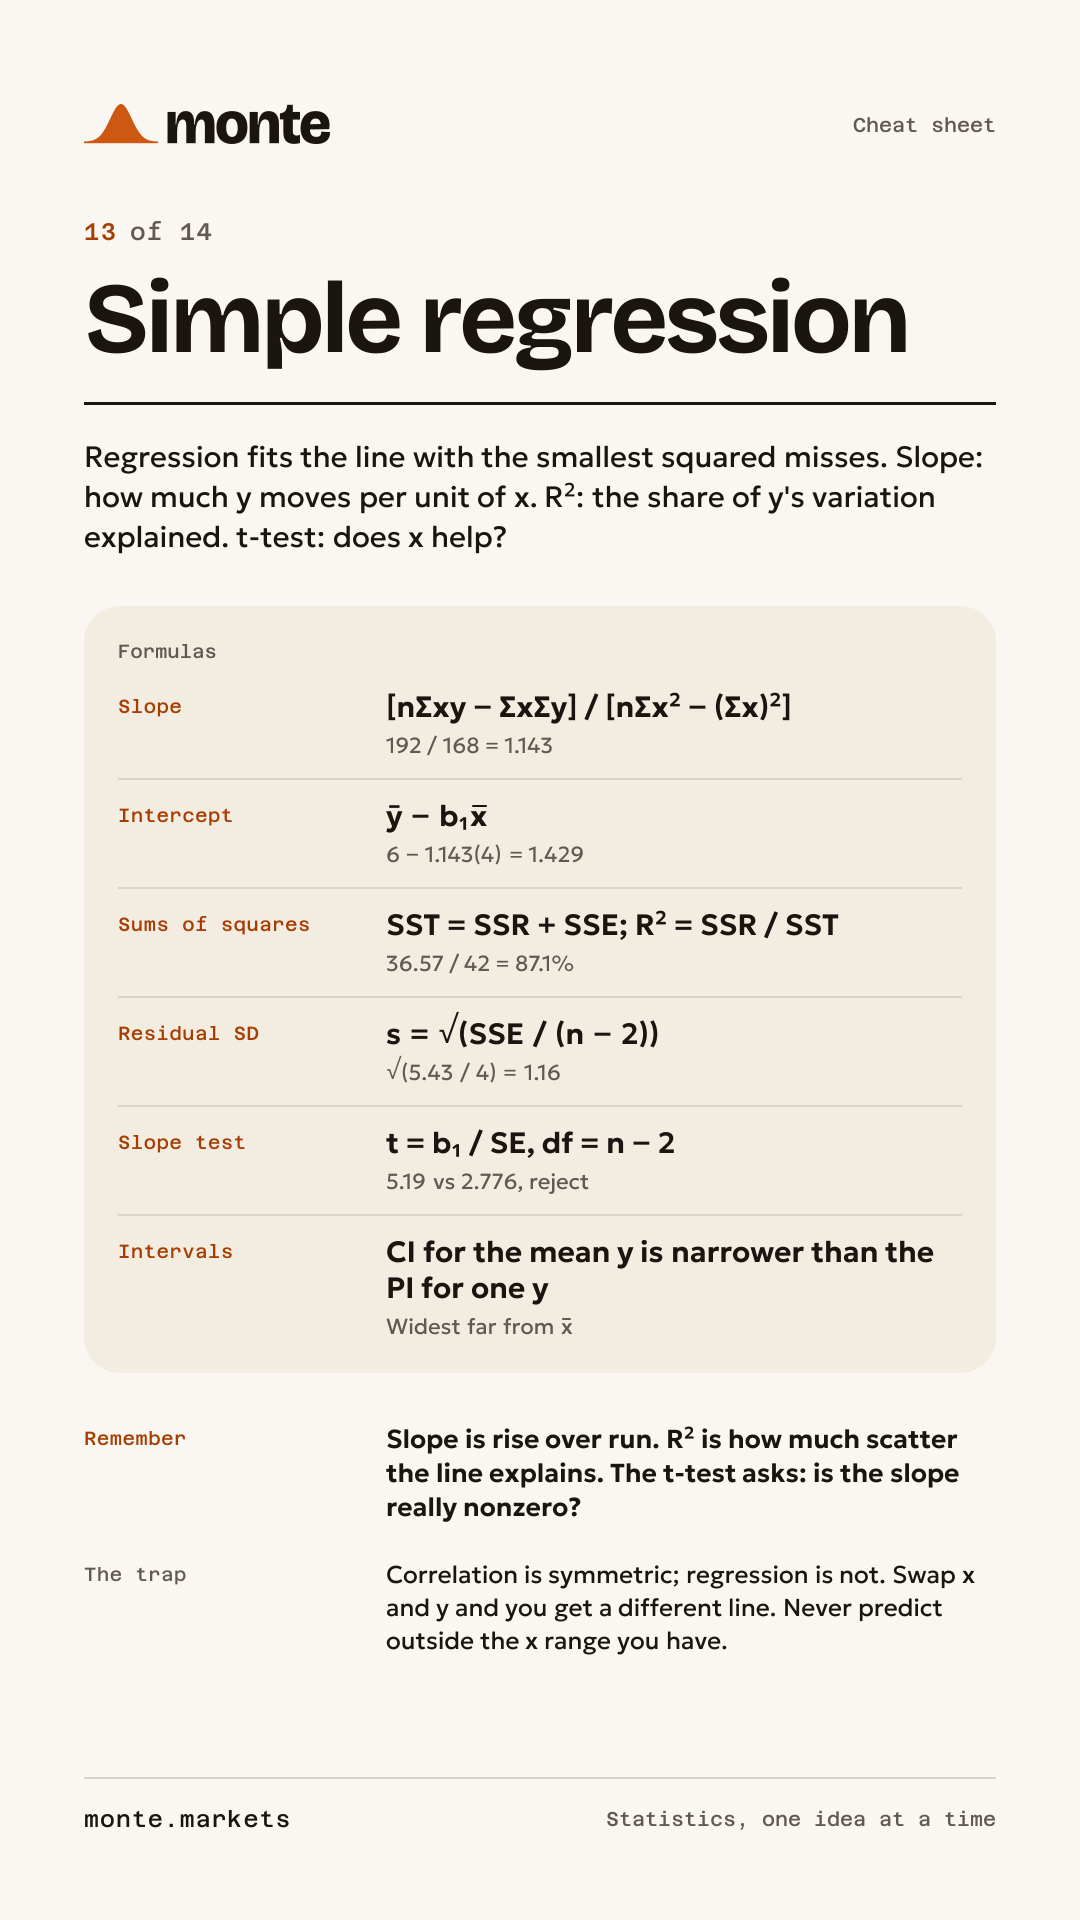 monte
Cheat sheet
13 of 14
Simple regression
Regression fits the line with the smallest squared misses. Slope:
how much y moves per unit of x. R²: the share of y's variation
explained. t-test: does x help?
Formulas
Slope
[nΣxy − ΣxΣy] / [nΣx² − (Σx)²]
192 / 168 = 1.143
Intercept
ȳ − b₁x̄
6 − 1.143(4) = 1.429
Sums of squares
SST = SSR + SSE; R² = SSR / SST
36.57 / 42 = 87.1%
Residual SD
s = √(SSE / (n − 2))
√(5.43 / 4) = 1.16
Slope test
t = b₁ / SE, df = n − 2
5.19 vs 2.776, reject
Intervals
CI for the mean y is narrower than the
PI for one y
Widest far from x̄
Remember
Slope is rise over run. R² is how much scatter
the line explains. The t-test asks: is the slope
really nonzero?
The trap
Correlation is symmetric; regression is not. Swap x
and y and you get a different line. Never predict
outside the x range you have.
monte.markets
Statistics, one idea at a time